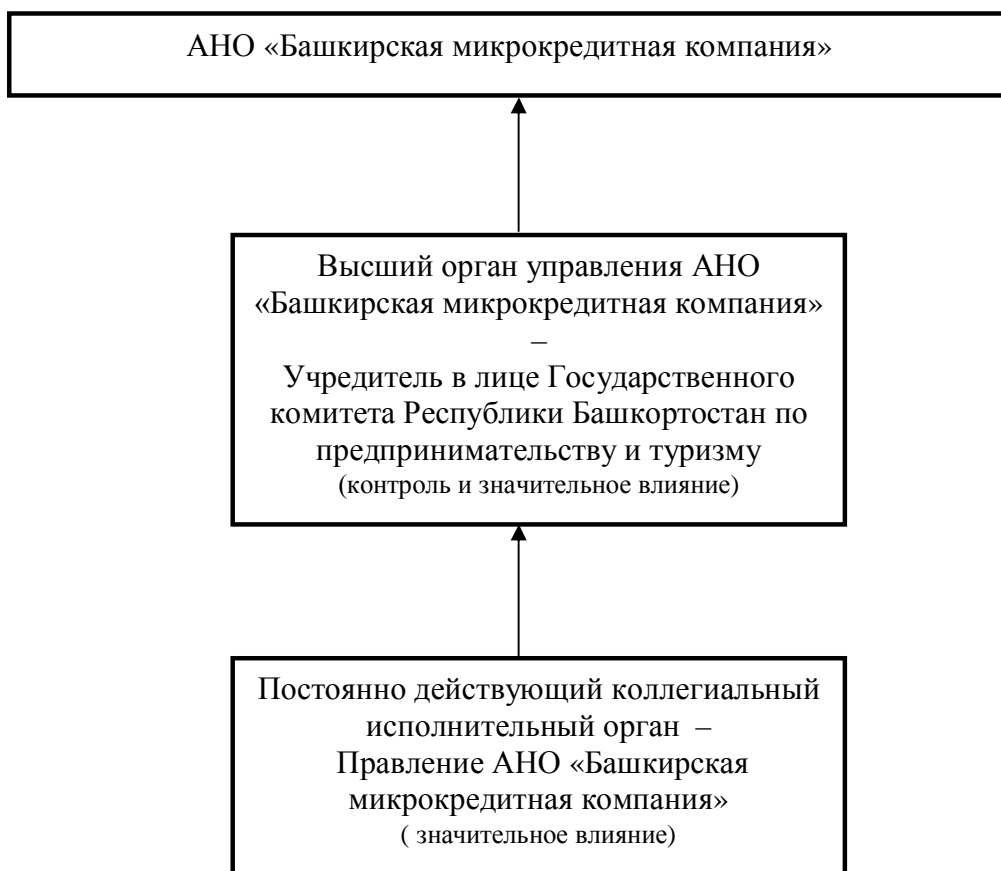 АНО «Башкирская микрокредитная компания»
Высший орган управления АНО
«Башкирская микрокредитная компания»
–
Учредитель в лице Государственного
комитета Республики Башкортостан по
предпринимательству и туризму
(контроль и значительное влияние)
Постоянно действующий коллегиальный
исполнительный орган –
Правление АНО «Башкирская
микрокредитная компания»
( значительное влияние)